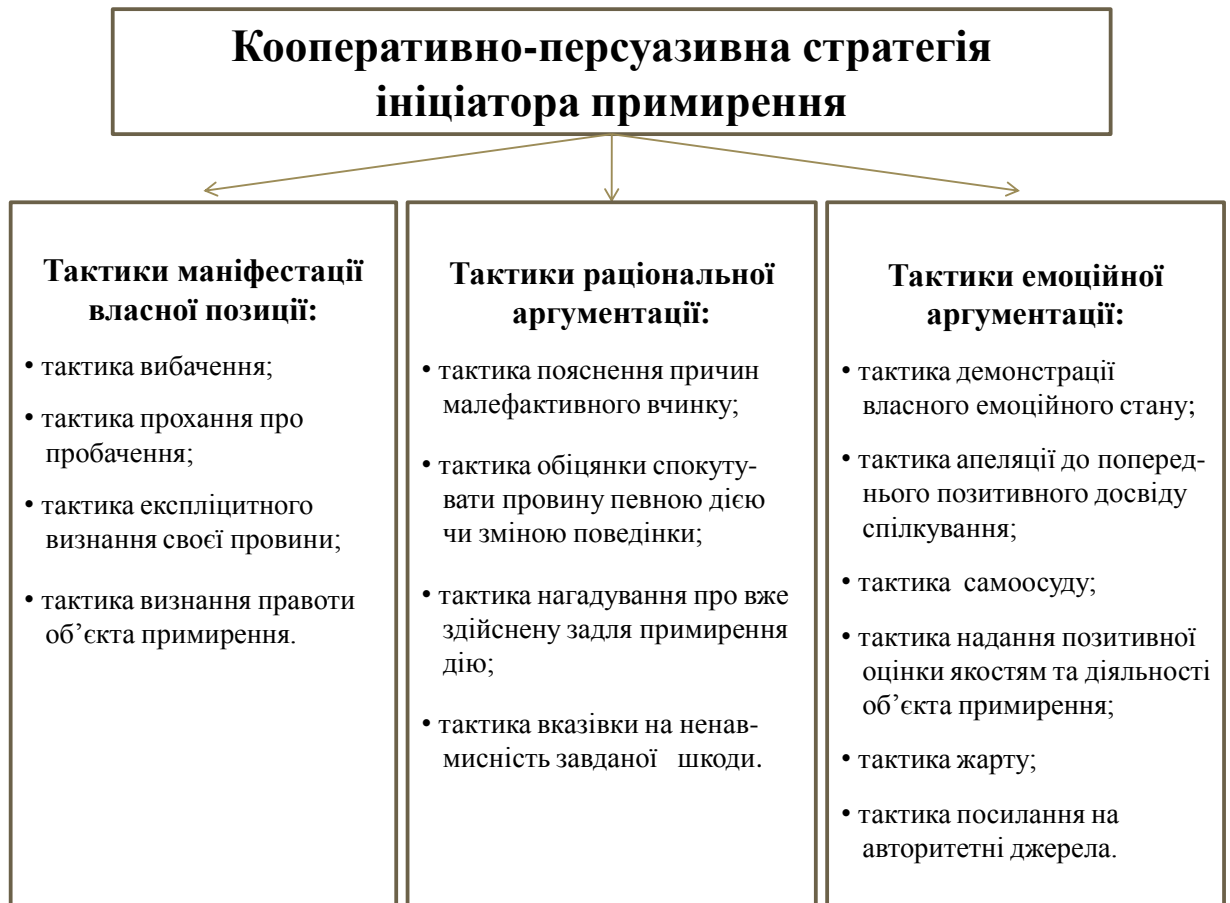 Кооперативно-персуазивна стратегія
ініціатора примирення
Тактики маніфестації
власної позиції:
• тактика вибачення;
• тактика прохання про
пробачення;
• тактика експліцитного
визнання своєї провини;
• тактика визнання правоти
об’єкта примирення.
Тактики раціональної
аргументації:
• тактика пояснення причин
малефактивного вчинку;
• тактика обіцянки спокуту-
вати провину певною дією
чи зміною поведінки;
• тактика нагадування про вже
здійснену задля примирення
дію;
• тактика вказівки на ненав-
мисність завданої шкоди.
Тактики емоційної
аргументації:
• тактика демонстрації
власного емоційного стану;
• тактика апеляції до поперед-
нього позитивного досвіду
спілкування;
• тактика самоосуду;
• тактика надання позитивної
оцінки якостям та діяльності
об’єкта примирення;
• тактика жарту;
• тактика посилання на
авторитетні джерела.